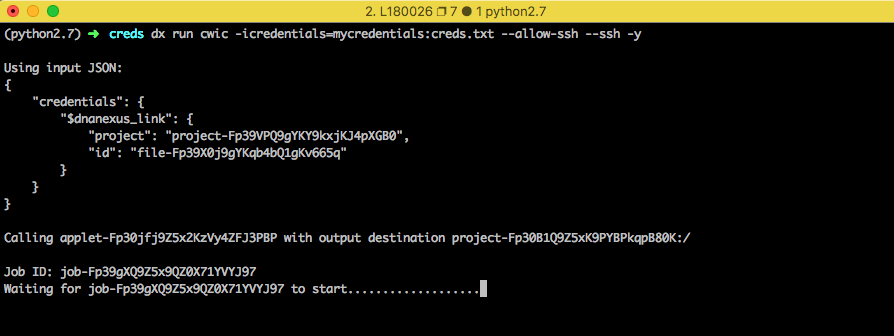 2. L180026 7 1 python2.7
(python2.7) ➜ creds dx run cwic -icredentials=mycredentials:creds.txt --allow-ssh --ssh -y
Using input JSON:
{
    "credentials": {
        "$dnanexus_link": {
            "project": "project-Fp39VPQ9gYKY9kxjKJ4pXGB0",
            "id": "file-Fp39X0j9gYKqb4bQ1gKv665q"
        }
    }
}
Calling applet-Fp30jfj9Z5x2KzVy4ZFJ3PBP with output destination project-Fp30B1Q9Z5xK9PYBPkqpB80K:/
Job ID: job-Fp39gXQ9Z5x9QZ0X71YVYJ97
Waiting for job-Fp39gXQ9Z5x9QZ0X71YVYJ97 to start...................